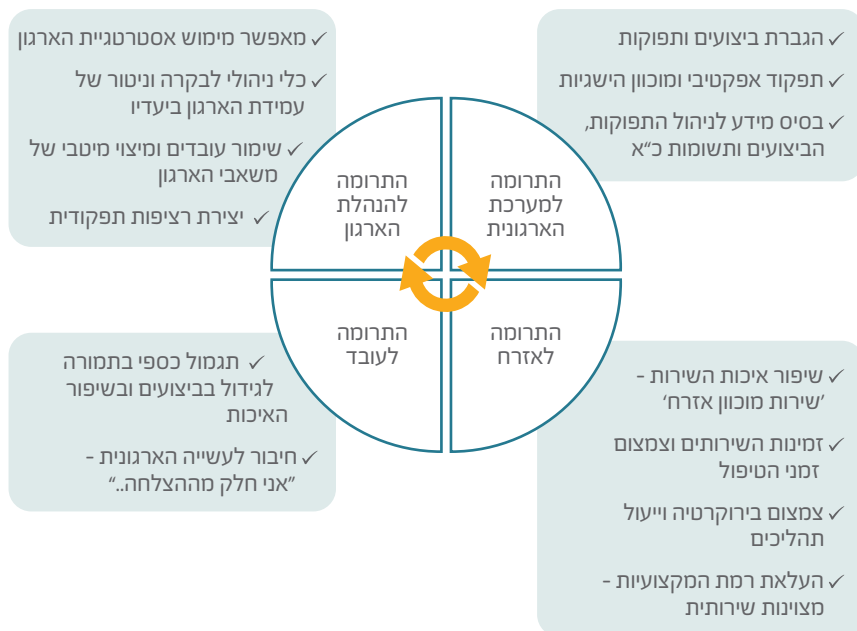 הגברת ביצועים ותפוקות
תפקוד אפקטיבי ומוכוון הישגיות
בסיס מידע לניהול התפוקות,
הביצועים ותשומות כ״א
מאפשר מימוש אסטרטגיית הארגון
כלי ניהולי לבקרה וניטור של
עמידת הארגון ביעדיו
שימור עובדים ומיצוי מיטבי של
משאבי הארגון
יצירת רציפות תפקודית
התרומה
למערכת
הארגונית
התרומה
להנהלת
הארגון
התרומה
לאזרח
התרומה
לעובד
שיפור איכות השירות -
'שירות מוכוון אזרח'
זמינות השירותים וצמצום
זמני הטיפול
צמצום בירוקרטיה וייעול
תהליכים
העלאת רמת המקצועיות -
מצוינות שירותית
תגמול כספי בתמורה
לגידול בביצועים ובשיפור
האיכות
חיבור לעשייה הארגונית -
"אני חלק מההצלחה.."